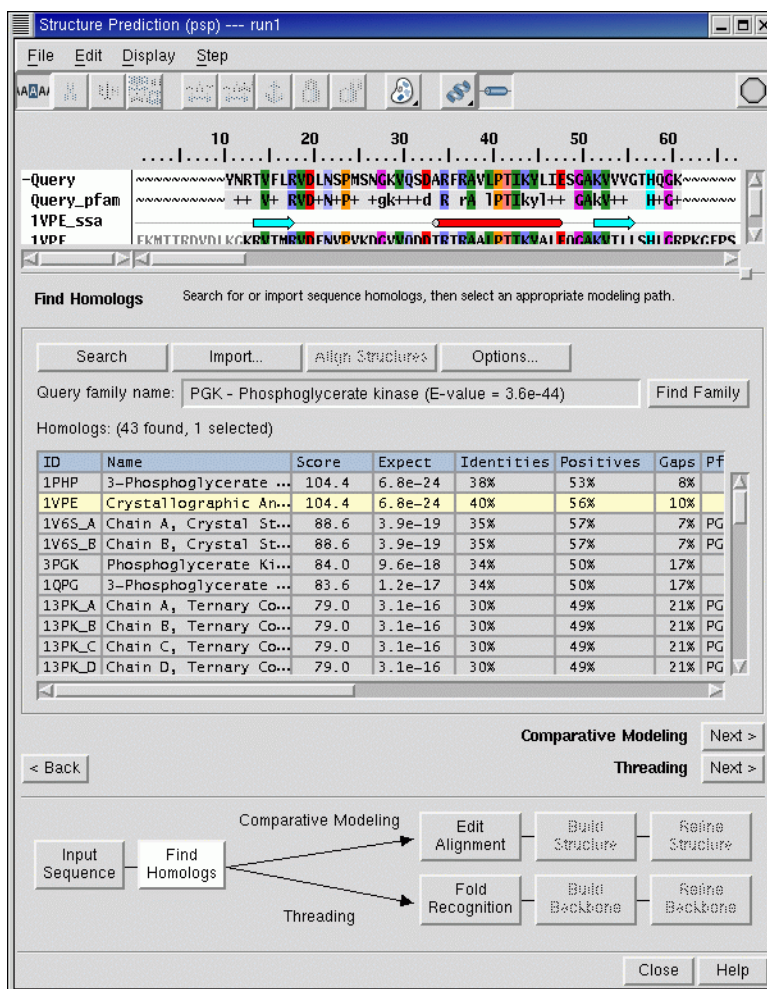 Structure Prediction (psp) --- run1
File Edit Display Step
10 20 30 40 50 60
-Query ~~~~~~~~~~YNRTVFLRVDLNSPMSNGKVQSDARFRAVLPTIKVLIESGAKVVVGTHQGK~~~~~~
Query_pfam ++ V+ RVD+N+P+ +gk+++d R rA lPTIkyl++ GAkV++ H+G+~~~~~~
1VPE_ssa
1VPE EKMTIRDVDLKGKRVIMRVDFNVPVKDGVVQDDTRIRAALPTIKYALEQGAKVILLSHLGRPKGEPS
Find Homologs Search for or import sequence homologs, then select an appropriate modeling path.
Search Import... Align Structures Options...
Query family name: PGK - Phosphoglycerate kinase (E-value = 3.6e-44) Find Family
Homologs: (43 found, 1 selected)
ID Name Score Expect Identities Positives Gaps Pf
1PHP 3-Phosphoglycerate ... 104.4 6.8e-24 38% 53% 8%
1VPE Crystallographic An... 104.4 6.8e-24 40% 56% 10%
1V6S_A Chain A, Crystal St... 88.6 3.9e-19 35% 57% 7% PG
1V6S_B Chain B, Crystal St... 88.6 3.9e-19 35% 57% 7% PG
3PGK Phosphoglycerate Ki... 84.0 9.6e-18 34% 50% 17%
1QPG 3-Phosphoglycerate ... 83.6 1.2e-17 34% 50% 17%
13PK_A Chain A, Ternary Co... 79.0 3.1e-16 30% 49% 21% PG
13PK_B Chain B, Ternary Co... 79.0 3.1e-16 30% 49% 21% PG
13PK_C Chain C, Ternary Co... 79.0 3.1e-16 30% 49% 21% PG
13PK_D Chain D, Ternary Co... 79.0 3.1e-16 30% 49% 21% PG
Comparative Modeling Next >
< Back Threading Next >
Comparative Modeling
Input Sequence
Find Homologs
Edit Alignment
Build Structure
Refine Structure
Threading
Fold Recognition
Build Backbone
Refine Backbone
Close Help